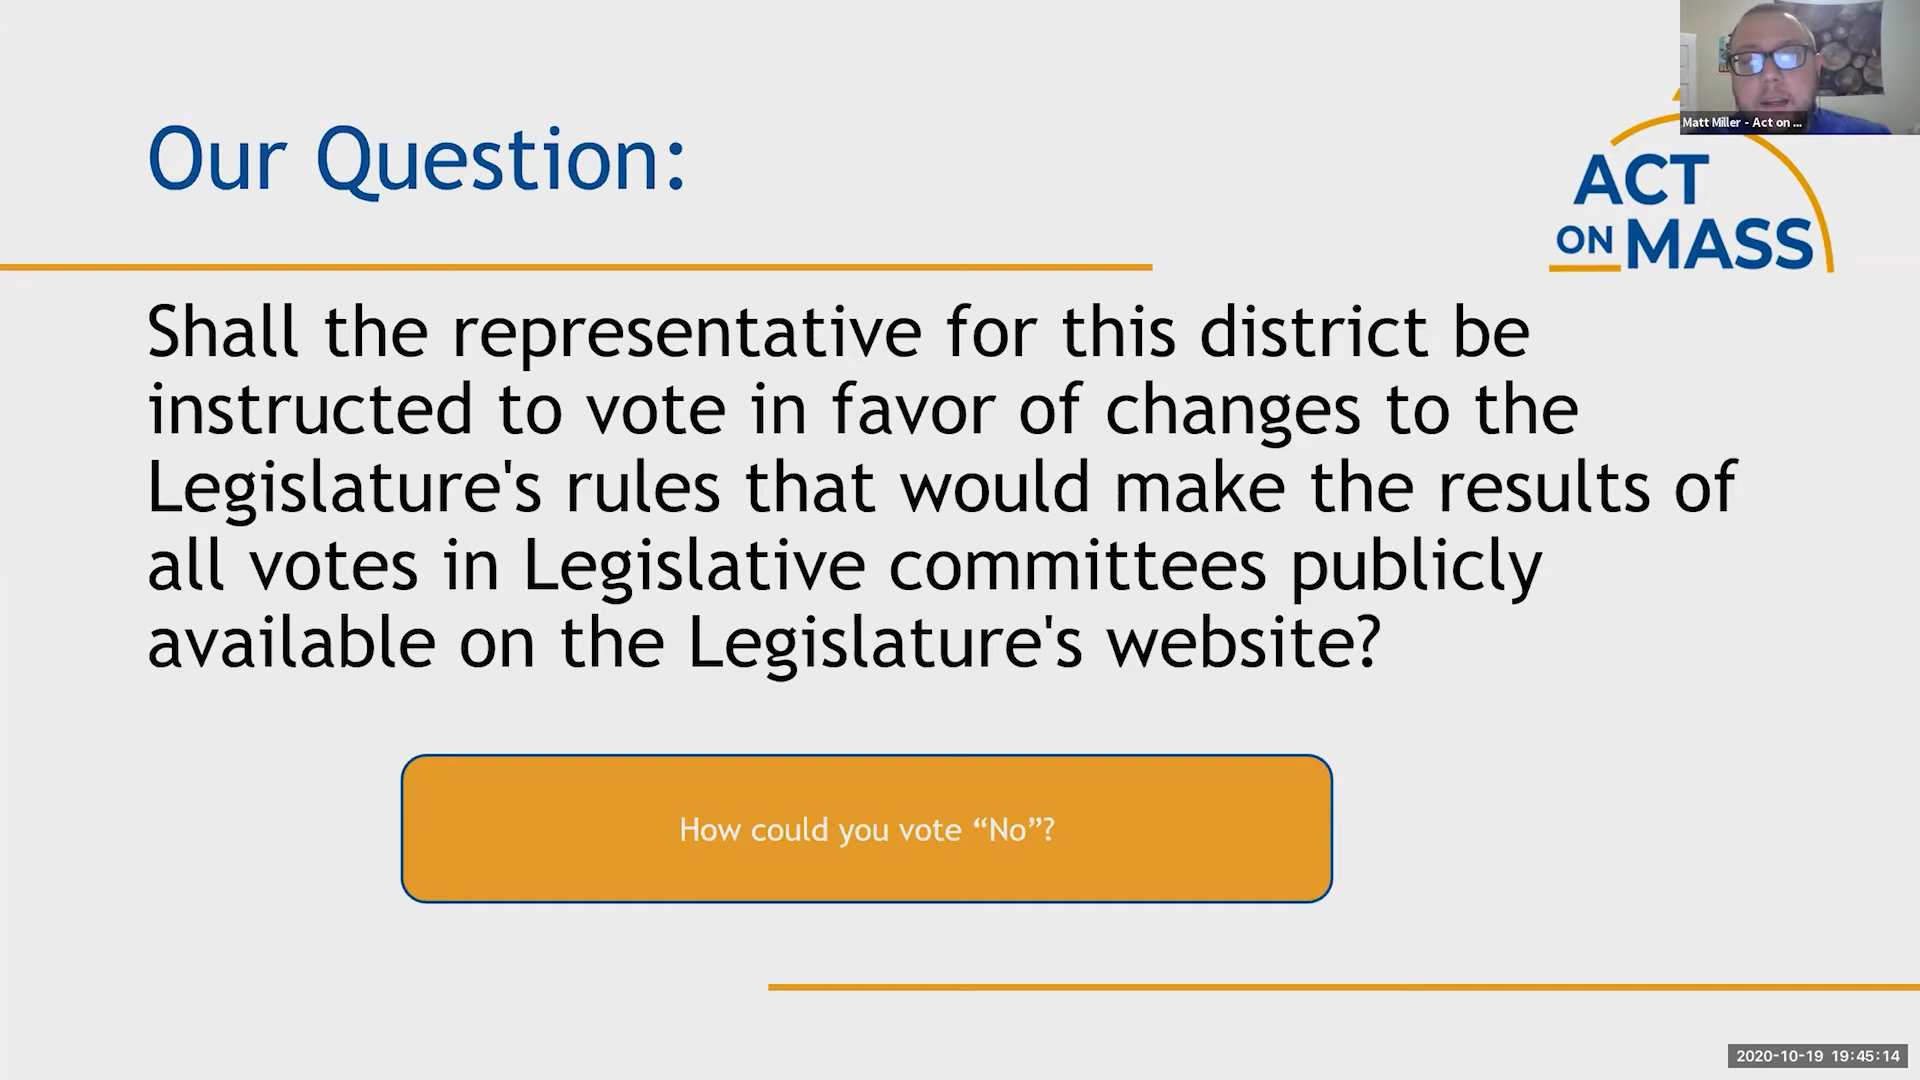 Matt Miller - Act on ...
Our Question:
ACT
ON MASS
Shall the representative for this district be
instructed to vote in favor of changes to the
Legislature's rules that would make the results of
all votes in Legislative committees publicly
available on the Legislature's website?
How could you vote “No”?
2020-10-19 19:45:14